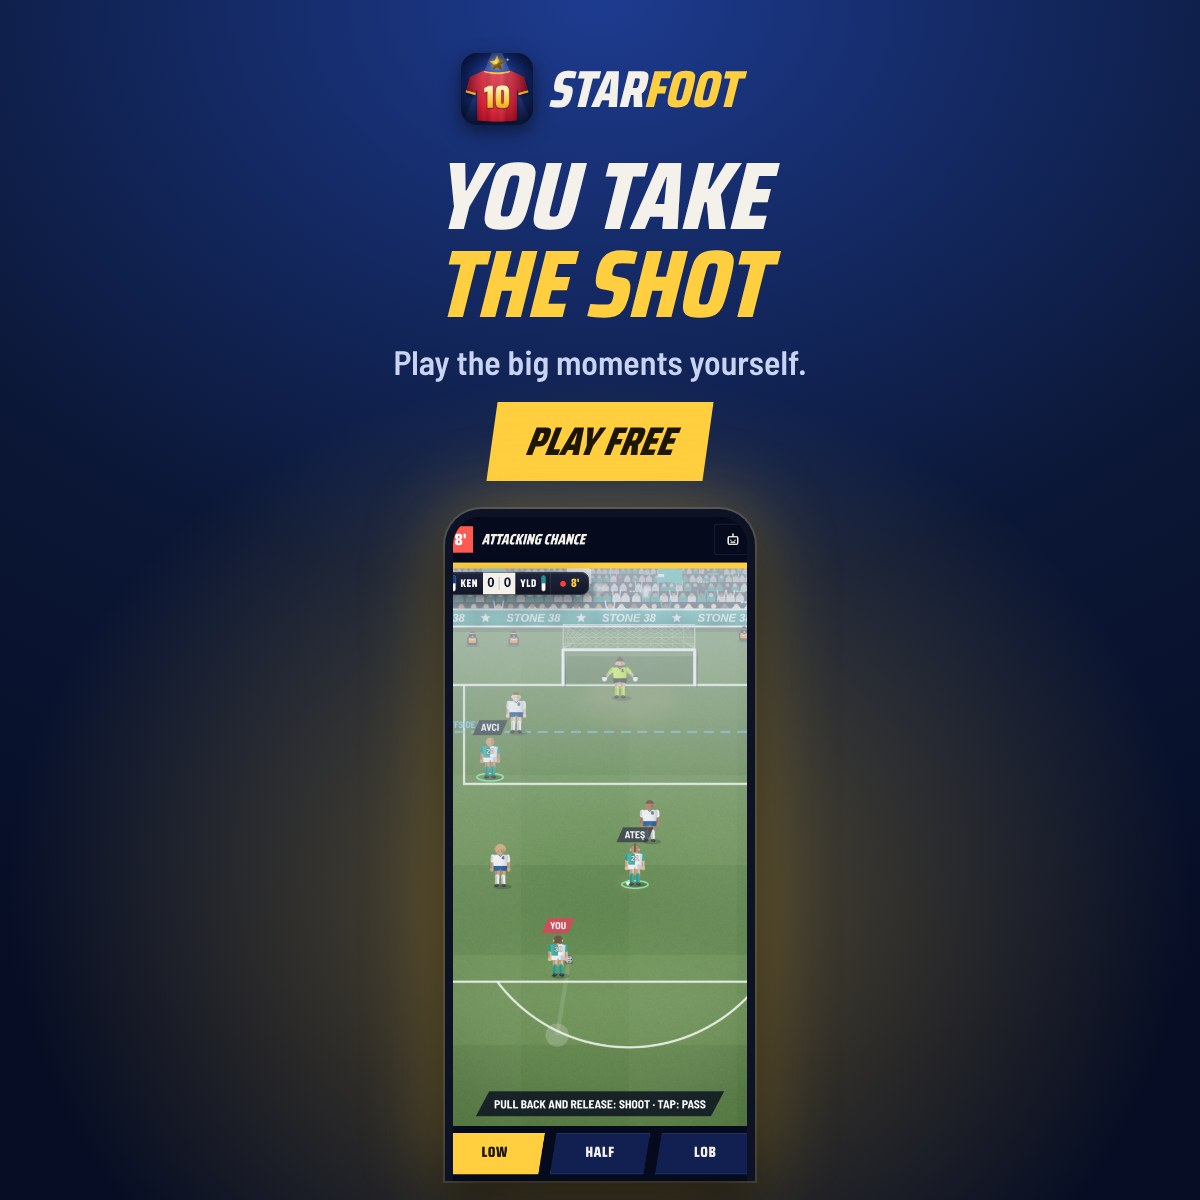 10
STARFOOT
YOU TAKE
THE SHOT
Play the big moments yourself.
PLAY FREE
8' ATTACKING CHANCE
KEN 0 0 YLD 8'
38 ★ STONE 38 ★ STONE 38 ★ STONE 3
AVCI
ATEŞ
YOU
PULL BACK AND RELEASE: SHOOT · TAP: PASS
LOW HALF LOB